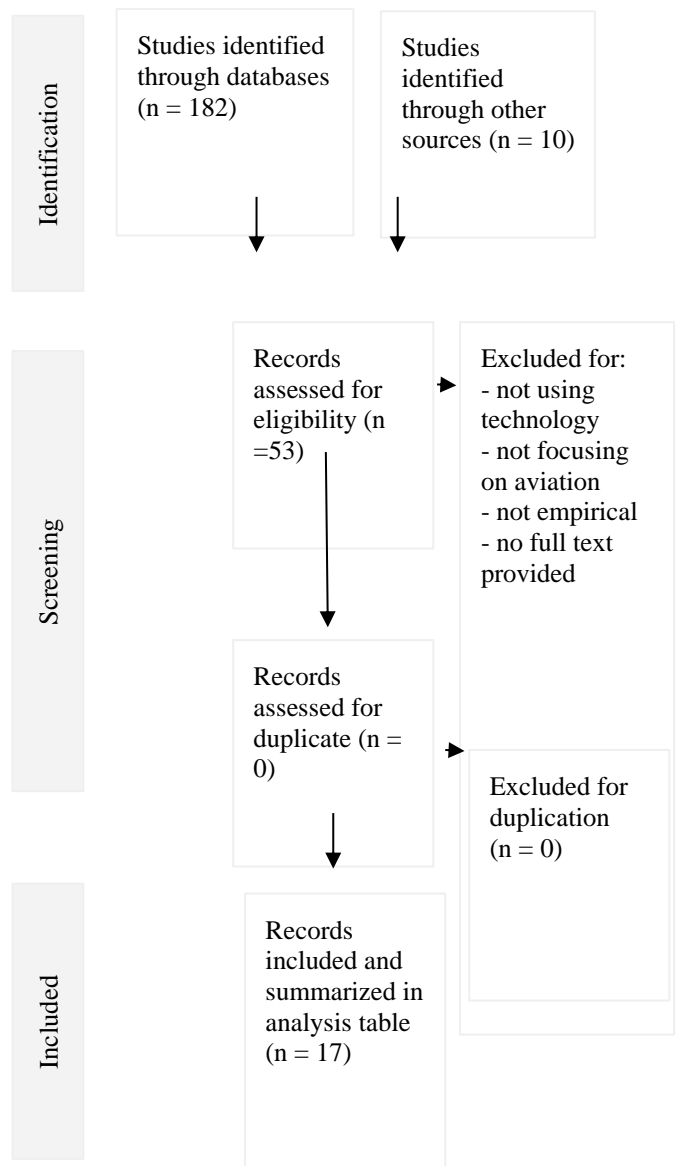 Identification
Studies identified
through databases
(n = 182)
Studies
identified
through other
sources (n = 10)
Screening
Records
assessed for
eligibility (n
=53)
Excluded for:
- not using
technology
- not focusing
on aviation
- not empirical
- no full text
provided
Records
assessed for
duplicate (n =
0)
Excluded for
duplication
(n = 0)
Included
Records
included and
summarized in
analysis table
(n = 17)